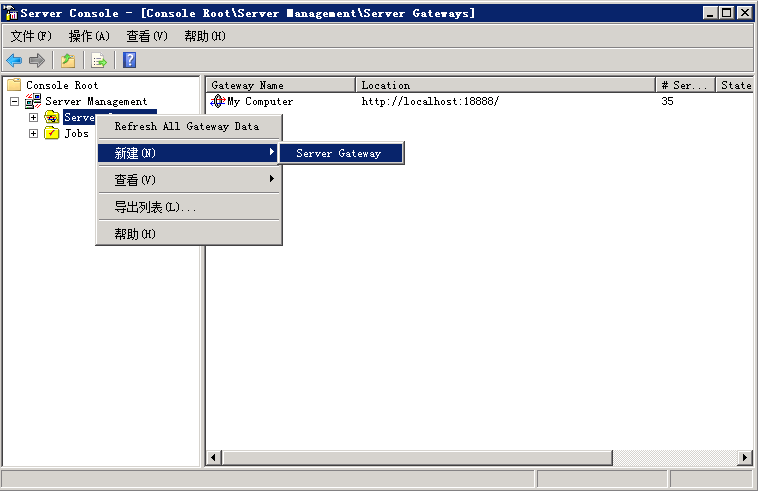 Server Console - [Console Root\Server Management\Server Gateways]
文件(F) 操作(A) 查看(V) 帮助(H)
Console Root
Server Management
Serve
Jobs
Gateway Name Location # Ser... State
My Computer http://localhost:18888/ 35
Refresh All Gateway Data
新建(N) Server Gateway
查看(V)
导出列表(L)...
帮助(H)